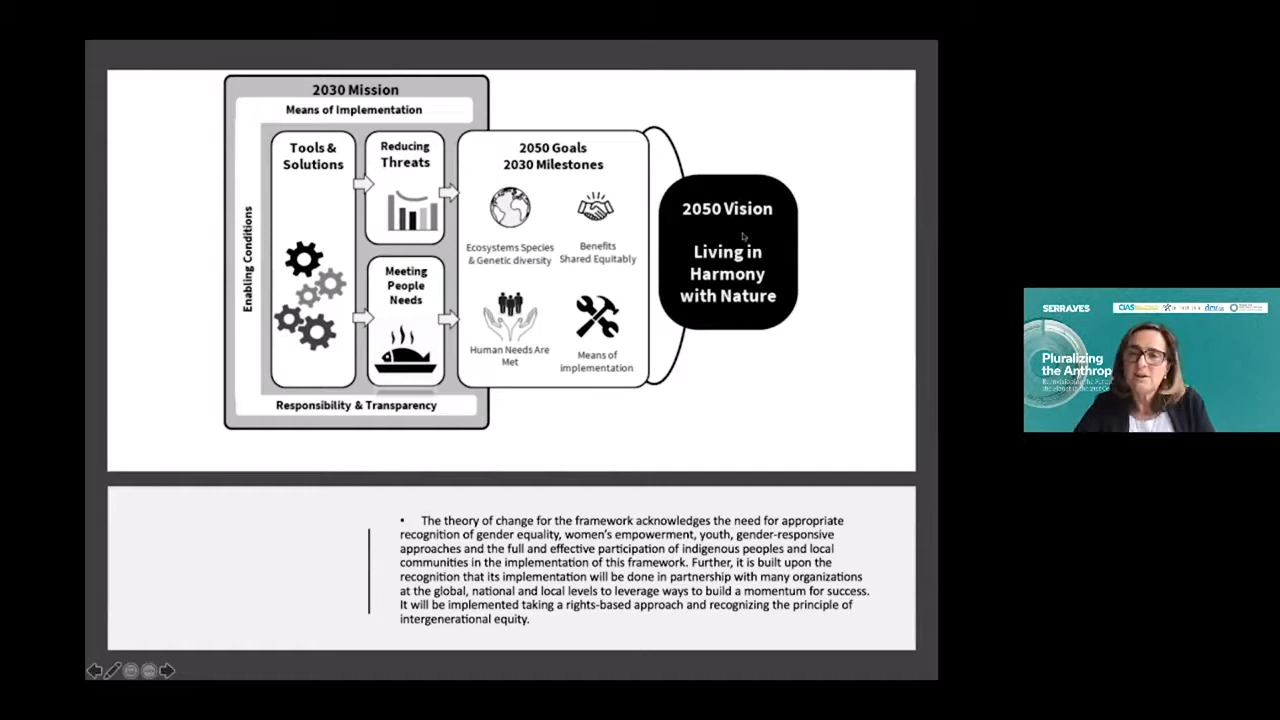 2030 Mission
Means of Implementation
Enabling Conditions
Tools &
Solutions
Reducing
Threats
Meeting
People
Needs
Responsibility & Transparency
2050 Goals
2030 Milestones
Ecosystems Species
& Genetic diversity
Benefits
Shared Equitably
Human Needs Are
Met
Means of
implementation
2050 Vision
Living in
Harmony
with Nature
• The theory of change for the framework acknowledges the need for appropriate
recognition of gender equality, women's empowerment, youth, gender-responsive
approaches and the full and effective participation of indigenous peoples and local
communities in the implementation of this framework. Further, it is built upon the
recognition that its implementation will be done in partnership with many organizations
at the global, national and local levels to leverage ways to build a momentum for success.
It will be implemented taking a rights-based approach and recognizing the principle of
intergenerational equity.
SERRALVES
CIAS
Pluralizing
the Anthrop